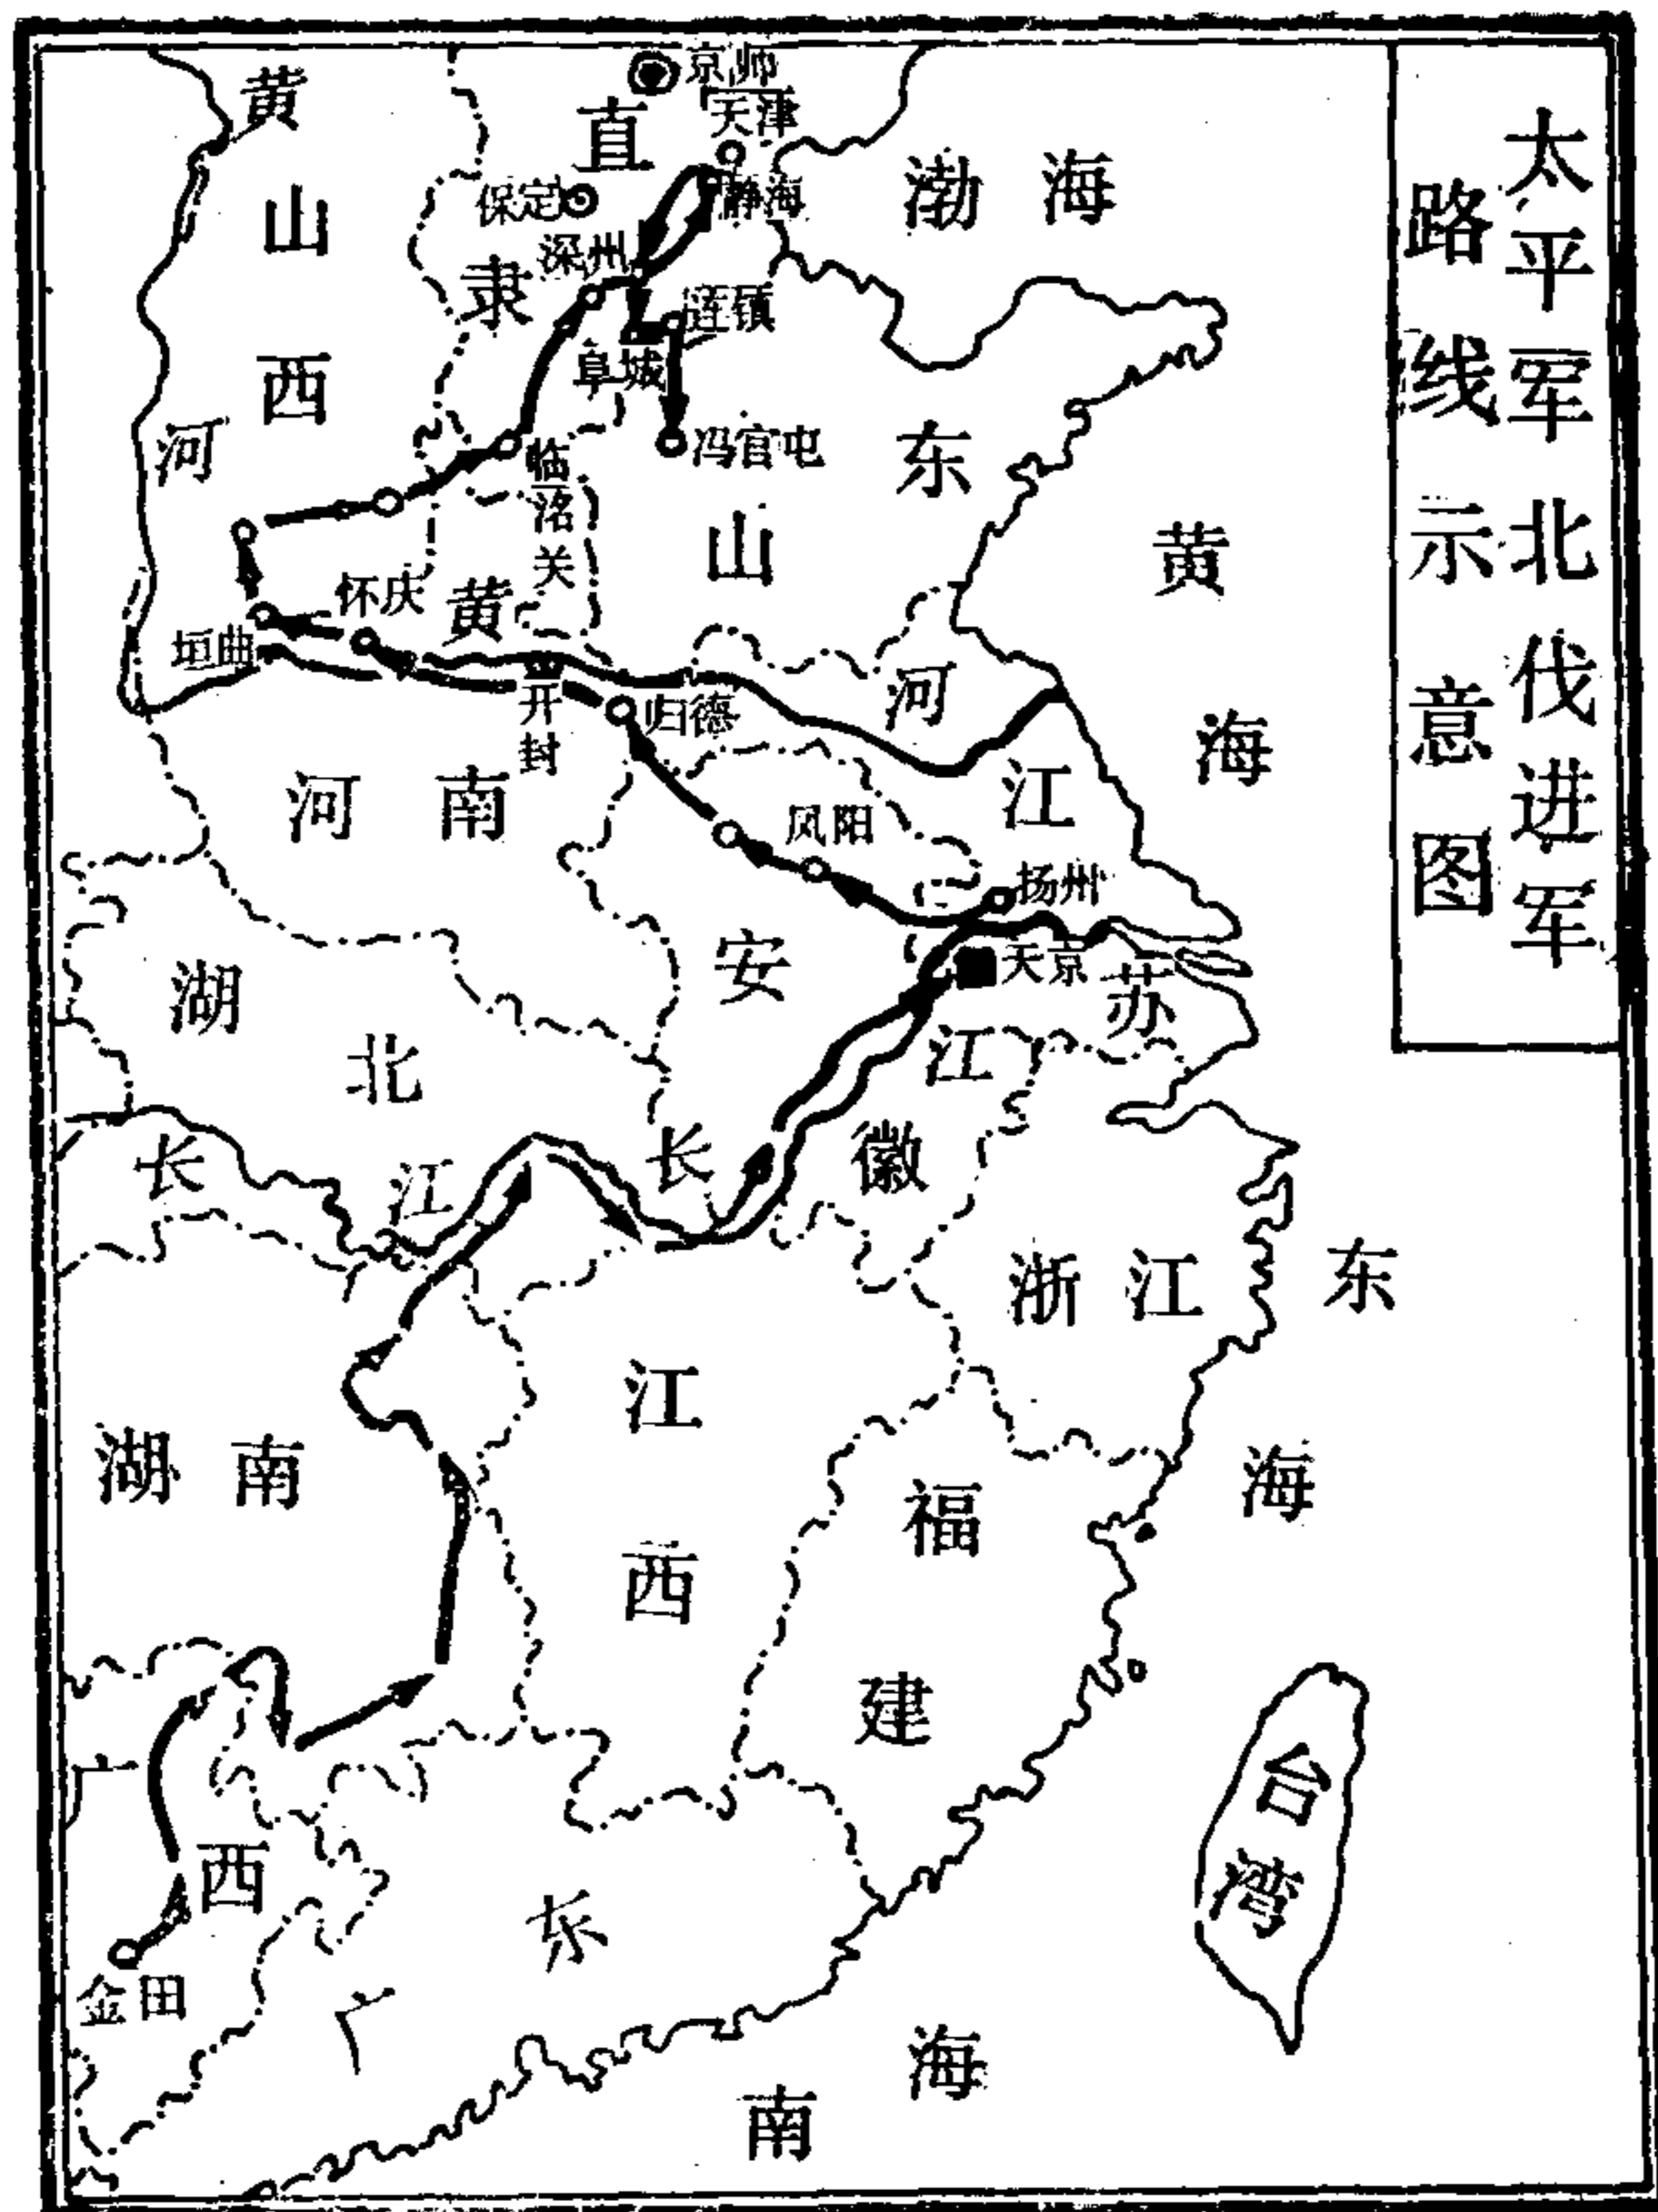 太平军北伐进军
路线示意图
京师
天津
静海
保定
深州
涟镇
阜城
冯官屯
临洺关
怀庆
垣曲
开封
归德
凤阳
扬州
天京
金田
直隶
山西
山东
河南
江苏
安徽
湖北
湖南
江西
浙江
福建
广东
广西
台湾
黄河
黄河
长江
长江
渤海
黄海
东海
南海